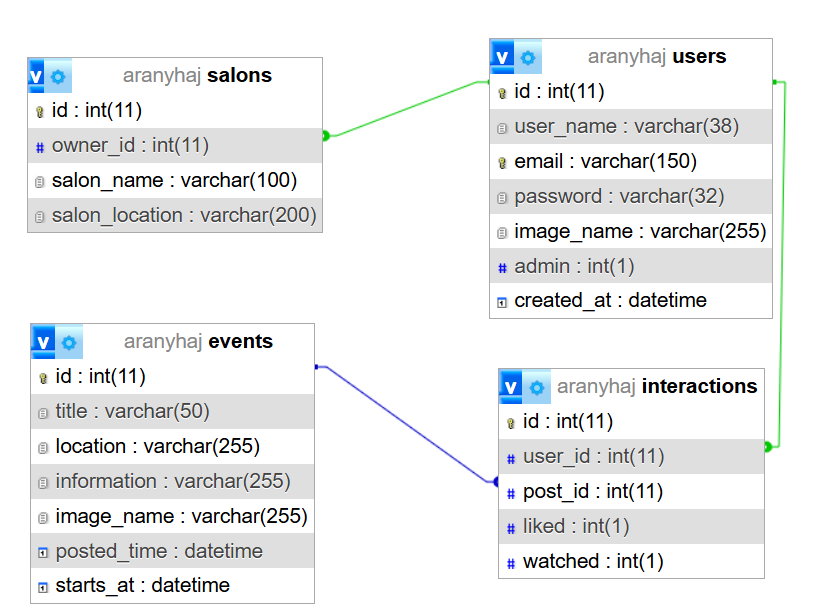 v aranyhaj salons
id : int(11)
# owner_id : int(11)
salon_name : varchar(100)
salon_location : varchar(200)
v aranyhaj users
id : int(11)
user_name : varchar(38)
email : varchar(150)
password : varchar(32)
image_name : varchar(255)
# admin : int(1)
1 created_at : datetime
v aranyhaj events
id : int(11)
title : varchar(50)
location : varchar(255)
information : varchar(255)
image_name : varchar(255)
1 posted_time : datetime
1 starts_at : datetime
v aranyhaj interactions
id : int(11)
# user_id : int(11)
# post_id : int(11)
# liked : int(1)
# watched : int(1)